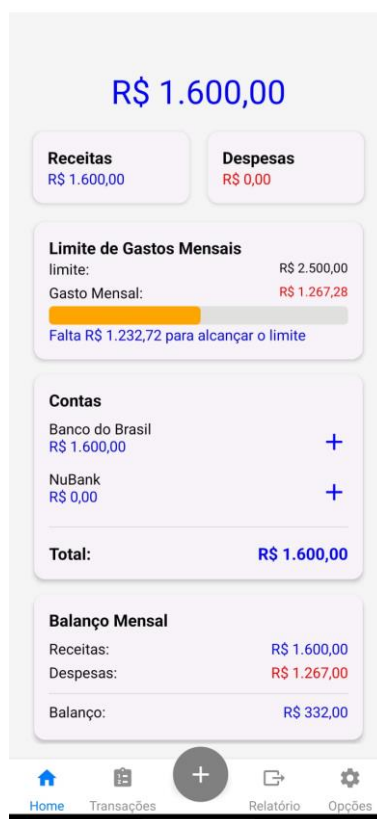 R$ 1.600,00
Receitas
R$ 1.600,00
Despesas
R$ 0,00
Limite de Gastos Mensais
limite: R$ 2.500,00
Gasto Mensal: R$ 1.267,28
Falta R$ 1.232,72 para alcançar o limite
Contas
Banco do Brasil
R$ 1.600,00
+
NuBank
R$ 0,00
+
Total: R$ 1.600,00
Balanço Mensal
Receitas: R$ 1.600,00
Despesas: R$ 1.267,00
Balanço: R$ 332,00
+
Home Transações Relatório Opções